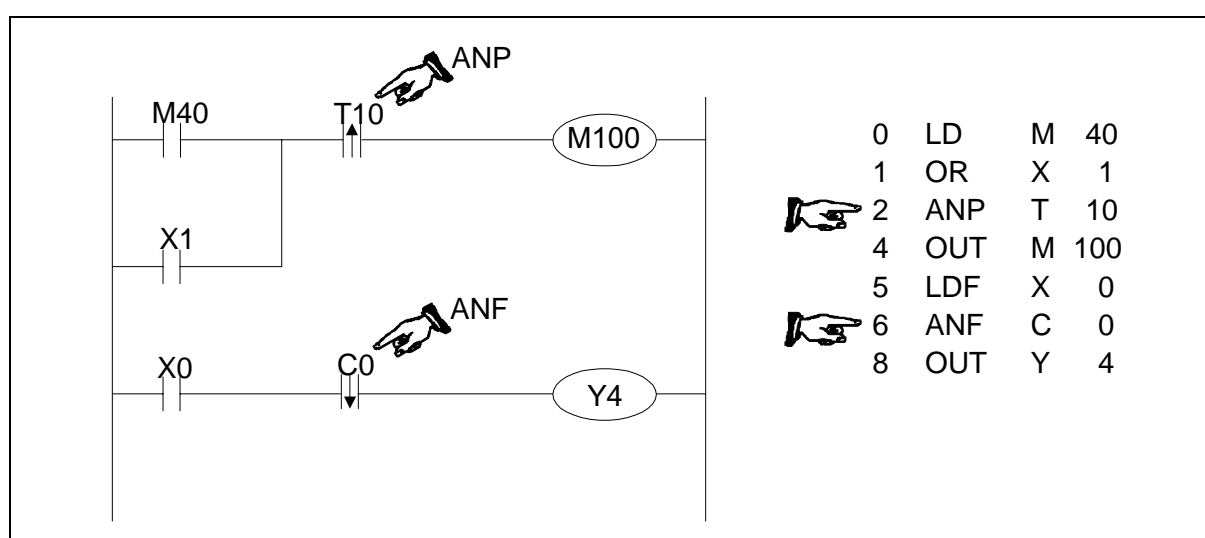 ANP
M40 T10 M100
X1
ANF
X0 C0 Y4
0 LD M 40
1 OR X 1
2 ANP T 10
4 OUT M 100
5 LDF X 0
6 ANF C 0
8 OUT Y 4